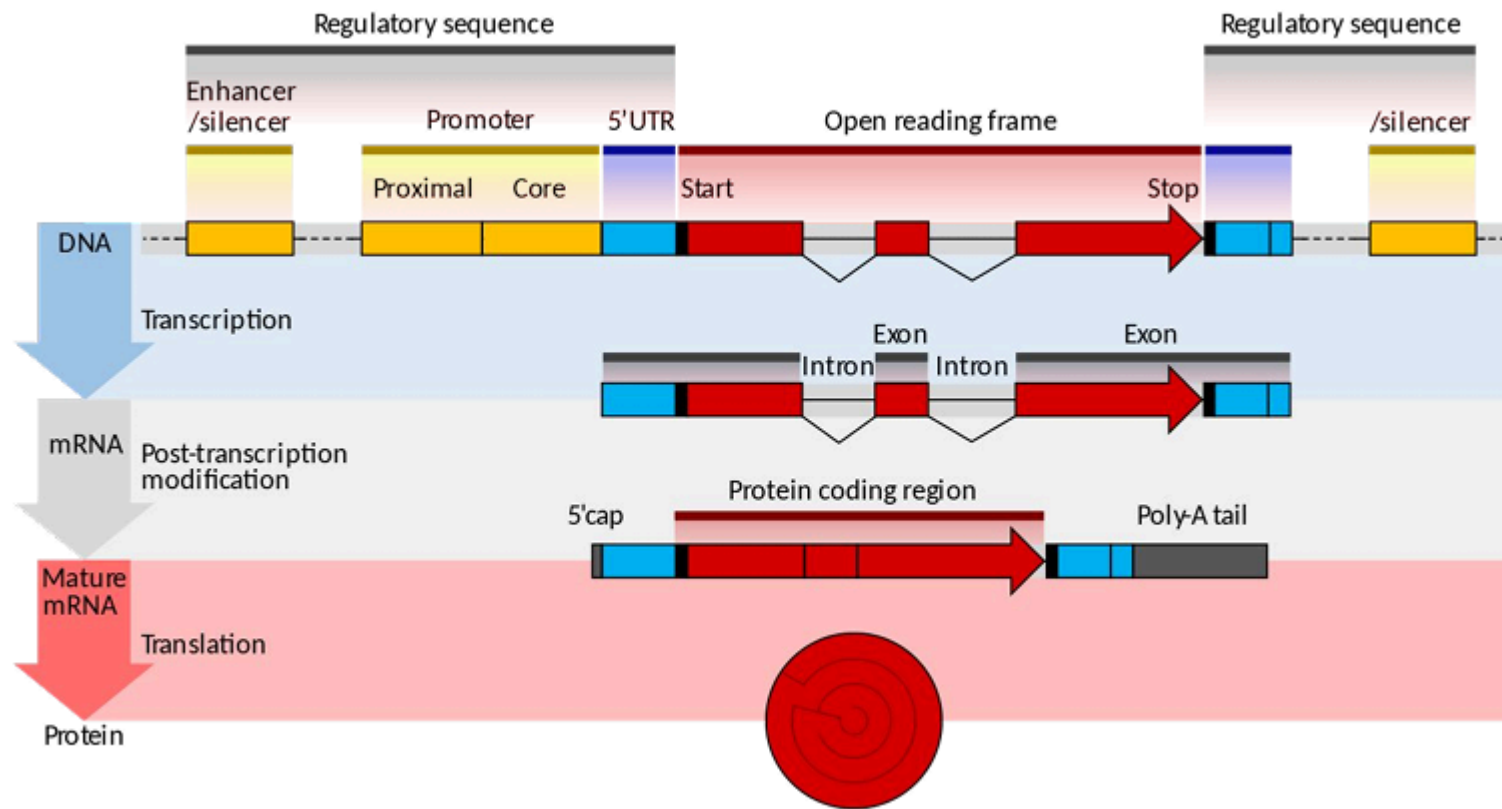 Regulatory sequence
Regulatory sequence
Enhancer
/silencer
Promoter
5'UTR
Open reading frame
/silencer
Proximal
Core
Start
Stop
DNA
Transcription
Exon
Exon
Intron
Intron
mRNA
Post-transcription
modification
Protein coding region
5'cap
Poly-A tail
Mature
mRNA
Translation
Protein